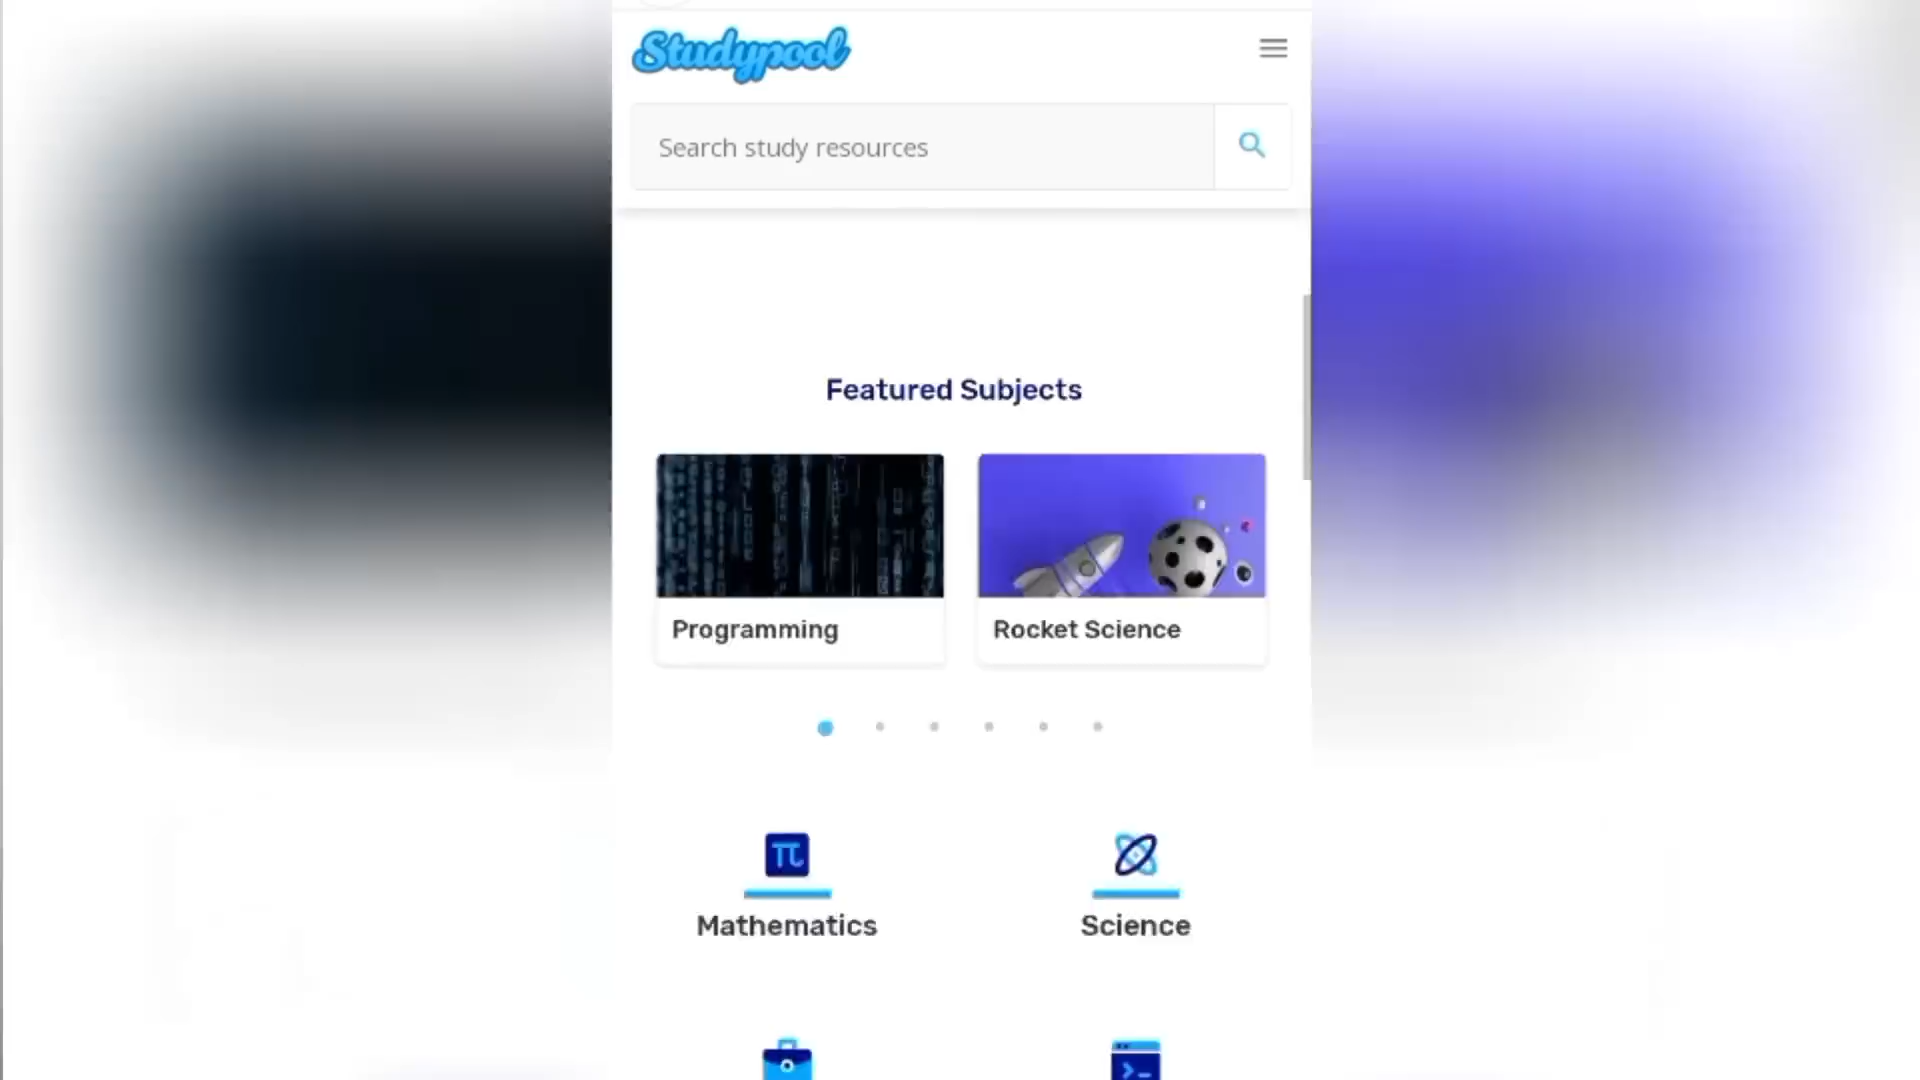 Studypool
Search study resources
Featured Subjects
Programming
Rocket Science
Mathematics
Science